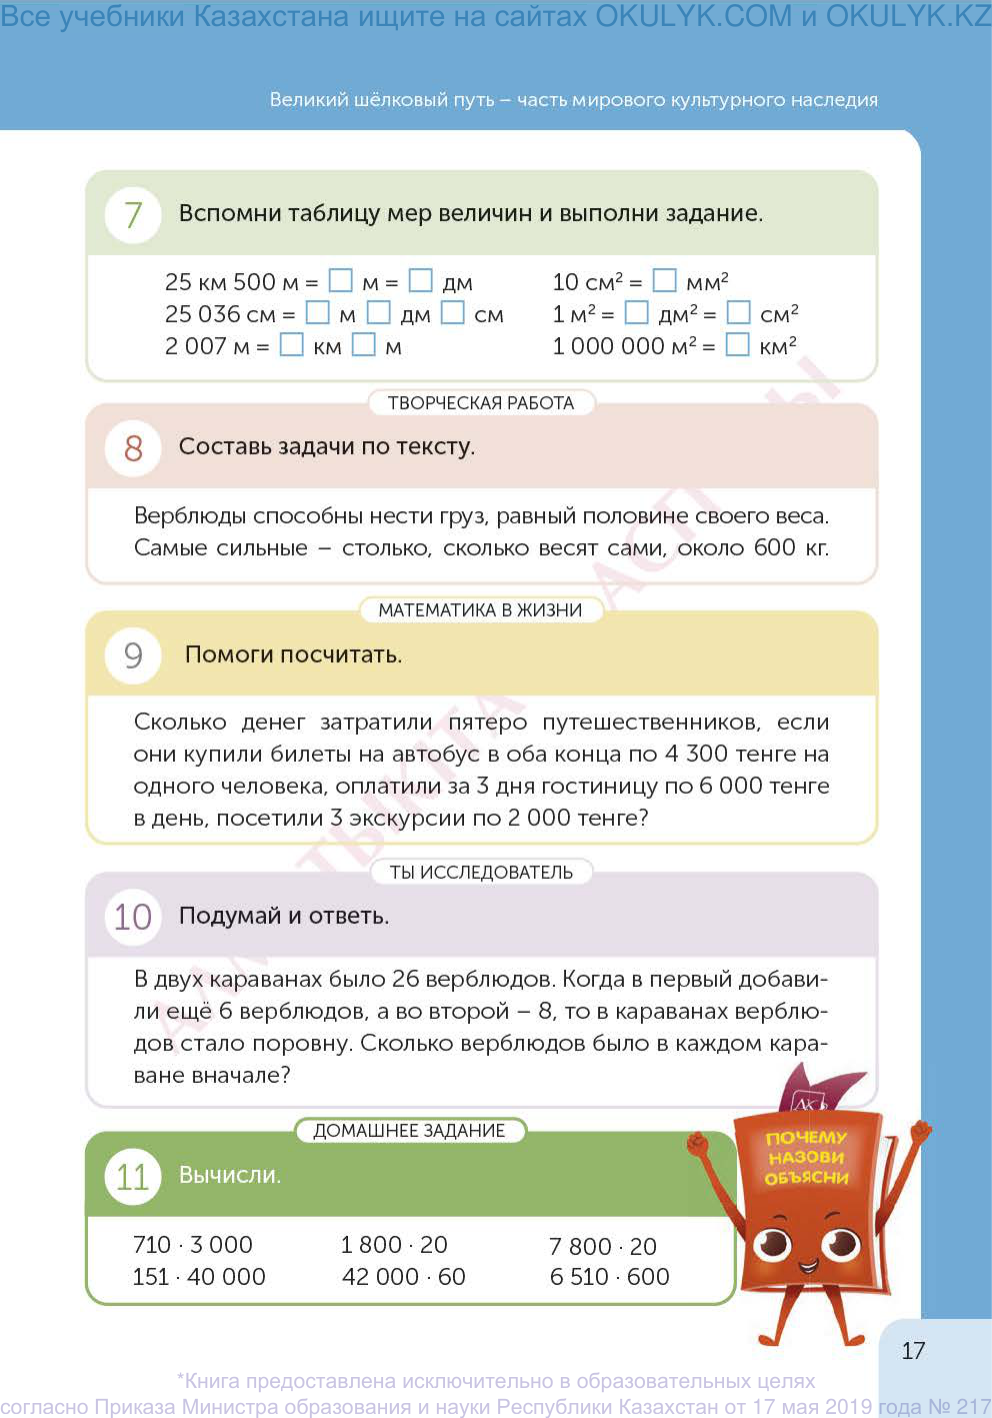 Все учебники Казахстана ищите на сайтах OKULYK.COM и OKULYK.KZ
Великий шёлковый путь – часть мирового культурного наследия
7 Вспомни таблицу мер величин и выполни задание.
25 км 500 м = □ м = □ дм
25 036 см = □ м □ дм □ см
2 007 м = □ км □ м
10 см² = □ мм²
1 м² = □ дм² = □ см²
1 000 000 м² = □ км²
ТВОРЧЕСКАЯ РАБОТА
8 Составь задачи по тексту.
Верблюды способны нести груз, равный половине своего веса.
Самые сильные – столько, сколько весят сами, около 600 кг.
МАТЕМАТИКА В ЖИЗНИ
9 Помоги посчитать.
Сколько денег затратили пятеро путешественников, если
они купили билеты на автобус в оба конца по 4 300 тенге на
одного человека, оплатили за 3 дня гостиницу по 6 000 тенге
в день, посетили 3 экскурсии по 2 000 тенге?
ТЫ ИССЛЕДОВАТЕЛЬ
10 Подумай и ответь.
В двух караванах было 26 верблюдов. Когда в первый добави-
ли ещё 6 верблюдов, а во второй – 8, то в караванах верблю-
дов стало поровну. Сколько верблюдов было в каждом кара-
ване вначале?
ДОМАШНЕЕ ЗАДАНИЕ
11 Вычисли.
710 · 3 000
1 800 · 20
7 800 · 20
151 · 40 000
42 000 · 60
6 510 · 600
ПОЧЕМУ
НАЗОВИ
ОБЪЯСНИ
17
*Книга предоставлена исключительно в образовательных целях
согласно Приказа Министра образования и науки Республики Казахстан от 17 мая 2019 года № 217